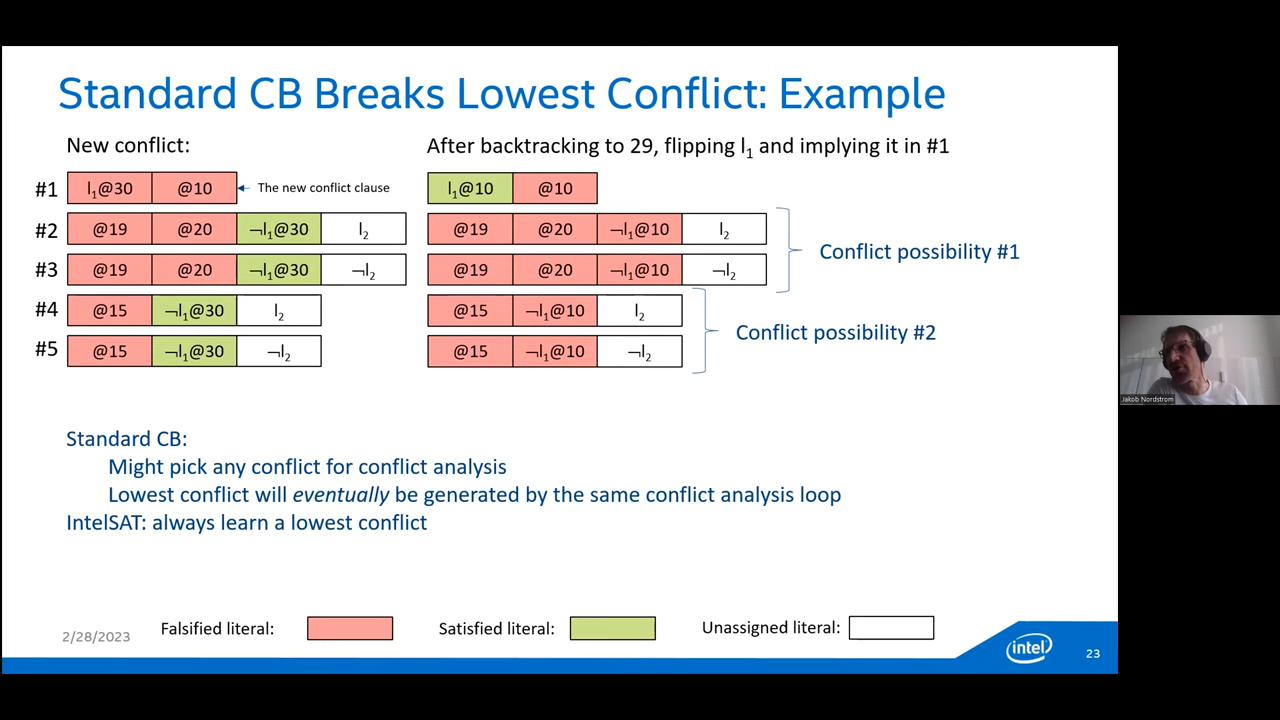 Standard CB Breaks Lowest Conflict: Example
New conflict:
#1 l₁@30 @10 The new conflict clause
#2 @19 @20 ¬l₁@30 l₂
#3 @19 @20 ¬l₁@30 ¬l₂
#4 @15 ¬l₁@30 l₂
#5 @15 ¬l₁@30 ¬l₂
After backtracking to 29, flipping l₁ and implying it in #1
l₁@10 @10
@19 @20 ¬l₁@10 l₂
@19 @20 ¬l₁@10 ¬l₂
Conflict possibility #1
@15 ¬l₁@10 l₂
@15 ¬l₁@10 ¬l₂
Conflict possibility #2
Standard CB:
Might pick any conflict for conflict analysis
Lowest conflict will eventually be generated by the same conflict analysis loop
IntelSAT: always learn a lowest conflict
2/28/2023
Falsified literal:
Satisfied literal:
Unassigned literal:
intel
23
Jakob Nordstrom